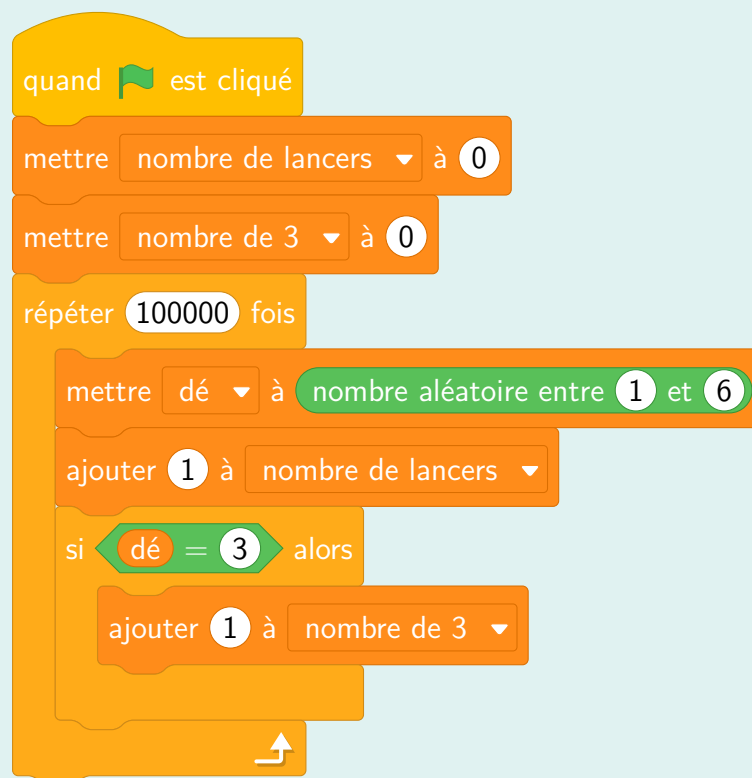 quand est cliqué
mettre nombre de lancers à 0
mettre nombre de 3 à 0
répéter 100000 fois
mettre dé à nombre aléatoire entre 1 et 6
ajouter 1 à nombre de lancers
si dé = 3 alors
ajouter 1 à nombre de 3